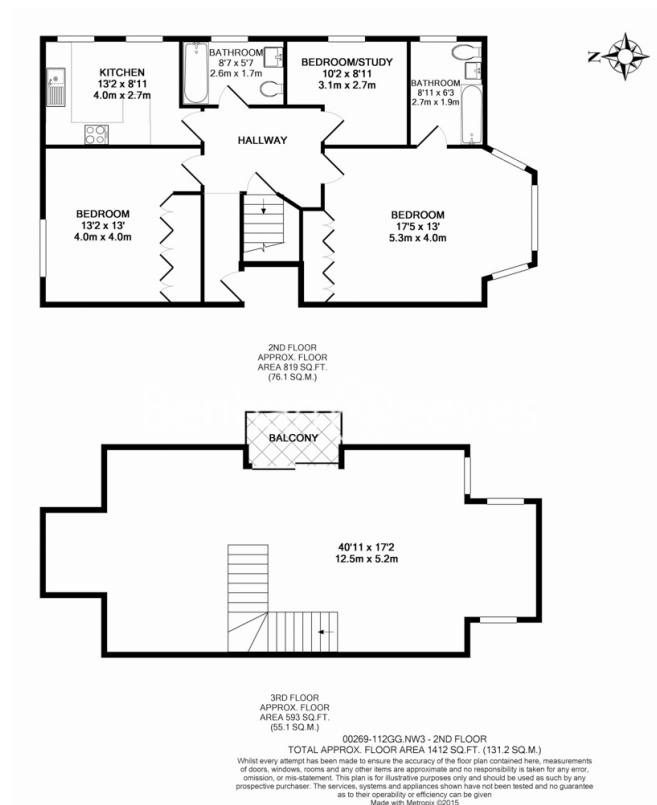 KITCHEN
13'2 x 8'11
4.0m x 2.7m
BATHROOM
8'7 x 5'7
2.6m x 1.7m
BEDROOM/STUDY
10'2 x 8'11
3.1m x 2.7m
BATHROOM
8'11 x 6'3
2.7m x 1.9m
N
HALLWAY
BEDROOM
13'2 x 13'
4.0m x 4.0m
BEDROOM
17'5 x 13'
5.3m x 4.0m
2ND FLOOR
APPROX. FLOOR
AREA 819 SQ.FT.
(76.1 SQ.M.)
BALCONY
40'11 x 17'2
12.5m x 5.2m
3RD FLOOR
APPROX. FLOOR
AREA 593 SQ.FT.
(55.1 SQ.M.)
00269-112GG.NW3 - 2ND FLOOR
TOTAL APPROX. FLOOR AREA 1412 SQ.FT. (131.2 SQ.M.)
Whilst every attempt has been made to ensure the accuracy of the floor plan contained here, measurements
of doors, windows, rooms and any other items are approximate and no responsibility is taken for any error,
omission, or mis-statement. This plan is for illustrative purposes only and should be used as such by any
prospective purchaser. The services, systems and appliances shown have not been tested and no guarantee
as to their operability or efficiency can be given
Made with Metropix ©2015